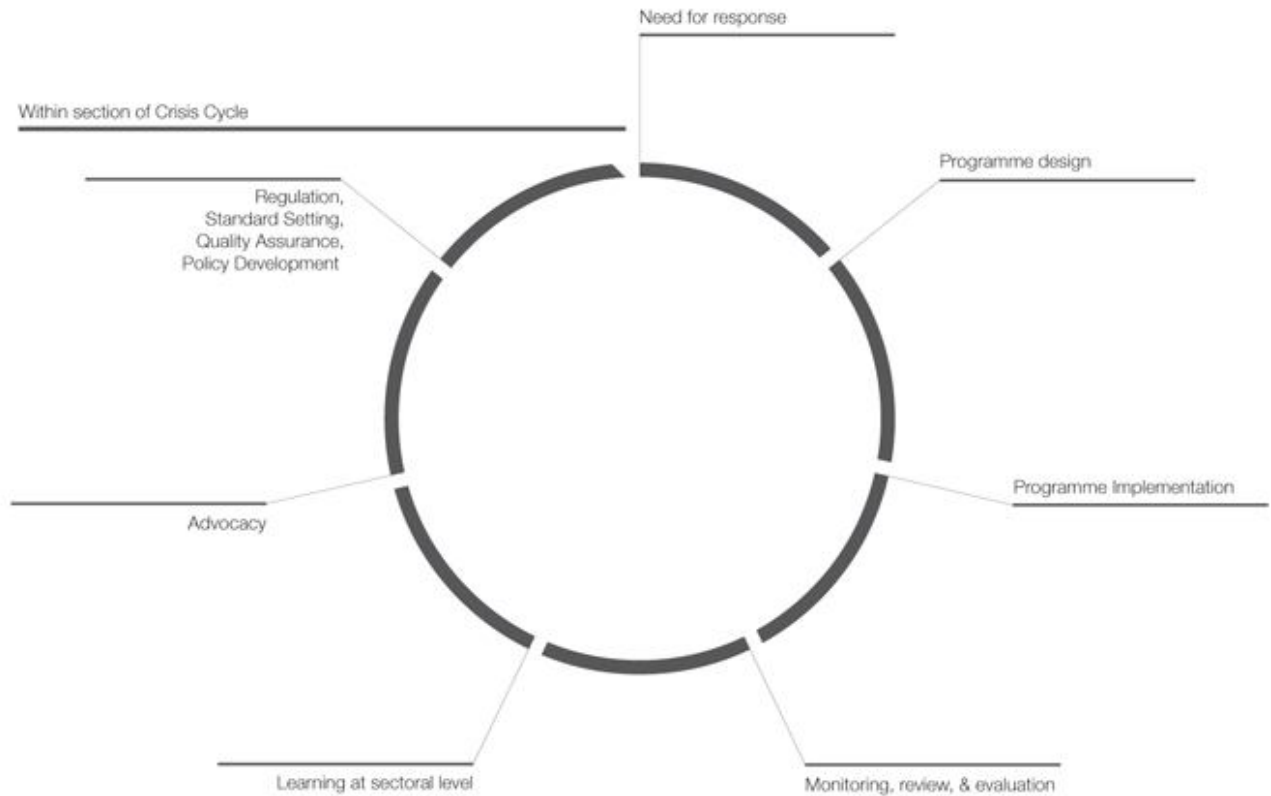 Need for response
Within section of Crisis Cycle
Programme design
Regulation,
Standard Setting,
Quality Assurance,
Policy Development
Programme Implementation
Advocacy
Learning at sectoral level
Monitoring, review, & evaluation